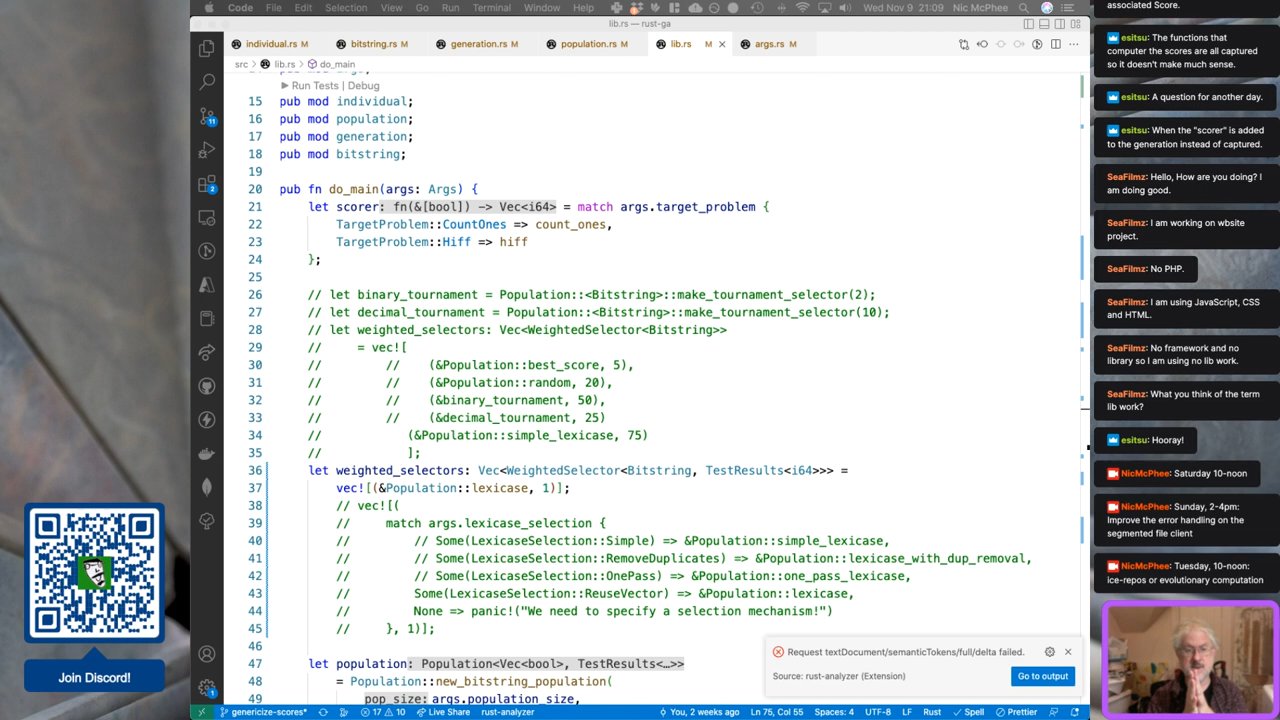 Code File Edit Selection View Go Run Terminal Window Help Wed Nov 9 21:09 Nic McPhee
lib.rs — rust-ga
individual.rs M bitstring.rs M generation.rs M population.rs M lib.rs M args.rs M
src > lib.rs > do_main
Run Tests | Debug
15 pub mod individual;
16 pub mod population;
17 pub mod generation;
18 pub mod bitstring;
19
20 pub fn do_main(args: Args) {
21 let scorer: fn(&[bool]) -> Vec<i64> = match args.target_problem {
22 TargetProblem::CountOnes => count_ones,
23 TargetProblem::Hiff => hiff
24 };
25
26 // let binary_tournament = Population::<Bitstring>::make_tournament_selector(2);
27 // let decimal_tournament = Population::<Bitstring>::make_tournament_selector(10);
28 // let weighted_selectors: Vec<WeightedSelector<Bitstring>>
29 // = vec![
30 // // (&Population::best_score, 5),
31 // // (&Population::random, 20),
32 // // (&binary_tournament, 50),
33 // // (&decimal_tournament, 25)
34 // (&Population::simple_lexicase, 75)
35 // ];
36 let weighted_selectors: Vec<WeightedSelector<Bitstring, TestResults<i64>>> =
37 vec![(&Population::lexicase, 1)];
38 // vec![(
39 // match args.lexicase_selection {
40 // // Some(LexicaseSelection::Simple) => &Population::simple_lexicase,
41 // // Some(LexicaseSelection::RemoveDuplicates) => &Population::lexicase_with_dup_removal,
42 // // Some(LexicaseSelection::OnePass) => &Population::one_pass_lexicase,
43 // Some(LexicaseSelection::ReuseVector) => &Population::lexicase,
44 // None => panic!("We need to specify a selection mechanism!")
45 // }, 1)];
46
47 let population: Population<Vec<bool>, TestResults<…>>
48 = Population::new_bitstring_population(
49 pop_size: args.population_size,
Request textDocument/semanticTokens/full/delta failed.
Source: rust-analyzer (Extension)
Go to output
11
2
1
genericize-scores* 17 10 Live Share rust-analyzer You, 2 weeks ago Ln 75, Col 55 Spaces: 4 UTF-8 LF Rust Spell Prettier
Join Discord!
associated Score.
esitsu: The functions that
computer the scores are all captured
so it doesn't make much sense.
esitsu: A question for another day.
esitsu: When the "scorer" is added
to the generation instead of captured.
SeaFilmz: Hello, How are you doing? I
am doing good.
SeaFilmz: I am working on wbsite
project.
SeaFilmz: No PHP.
SeaFilmz: I am using JavaScript, CSS
and HTML.
SeaFilmz: No framework and no
library so I am using no lib work.
SeaFilmz: What you think of the term
lib work?
esitsu: Hooray!
NicMcPhee: Saturday 10-noon
NicMcPhee: Sunday, 2-4pm:
Improve the error handling on the
segmented file client
NicMcPhee: Tuesday, 10-noon:
ice-repos or evolutionary computation